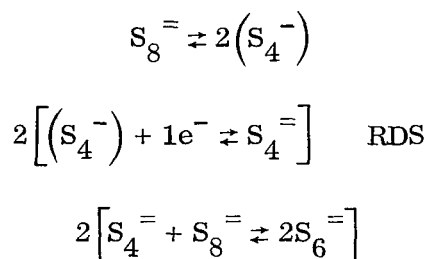 S₈⁼ ⇄ 2(S₄⁻)
2[(S₄⁻) + 1e⁻ ⇄ S₄⁼] RDS
2[S₄⁼ + S₈⁼ ⇄ 2S₆⁼]